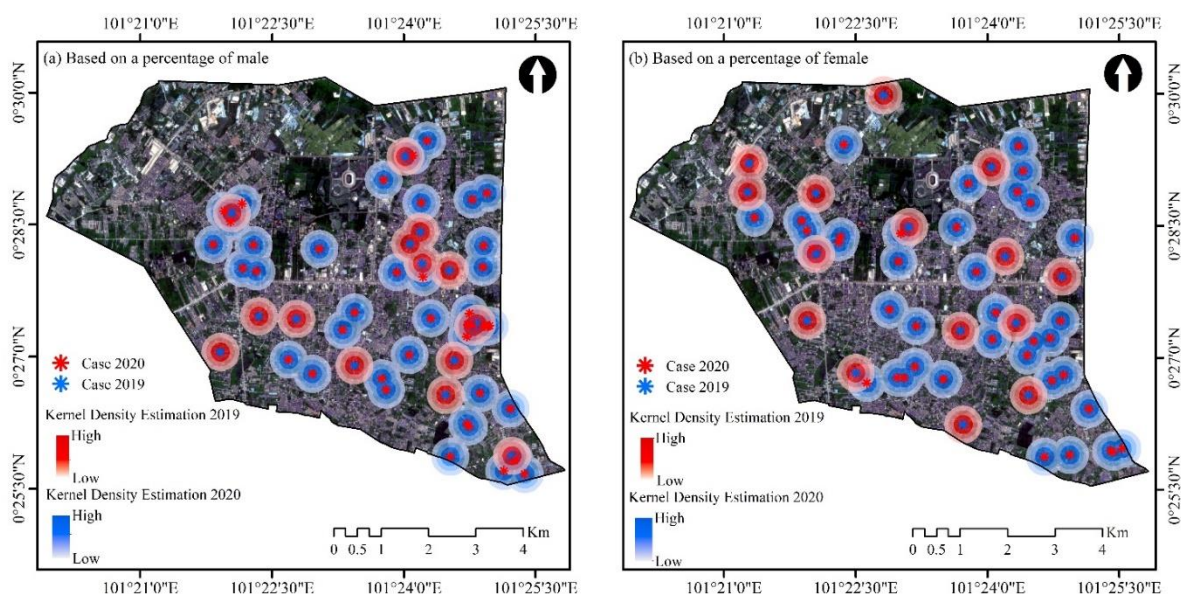 101°21'0"E 101°22'30"E 101°24'0"E 101°25'30"E 101°21'0"E 101°22'30"E 101°24'0"E 101°25'30"E
(a) Based on a percentage of male
(b) Based on a percentage of female
0°30'0"N
0°28'30"N
0°27'0"N
0°25'30"N
0°30'0"N
0°28'30"N
0°27'0"N
0°25'30"N
Case 2020
Case 2019
Kernel Density Estimation 2019
High
Low
Kernel Density Estimation 2020
High
Low
Km
0 0.5 1 2 3 4
Case 2020
Case 2019
Kernel Density Estimation 2019
High
Low
Kernel Density Estimation 2020
High
Low
Km
0 0.5 1 2 3 4
101°21'0"E 101°22'30"E 101°24'0"E 101°25'30"E 101°21'0"E 101°22'30"E 101°24'0"E 101°25'30"E